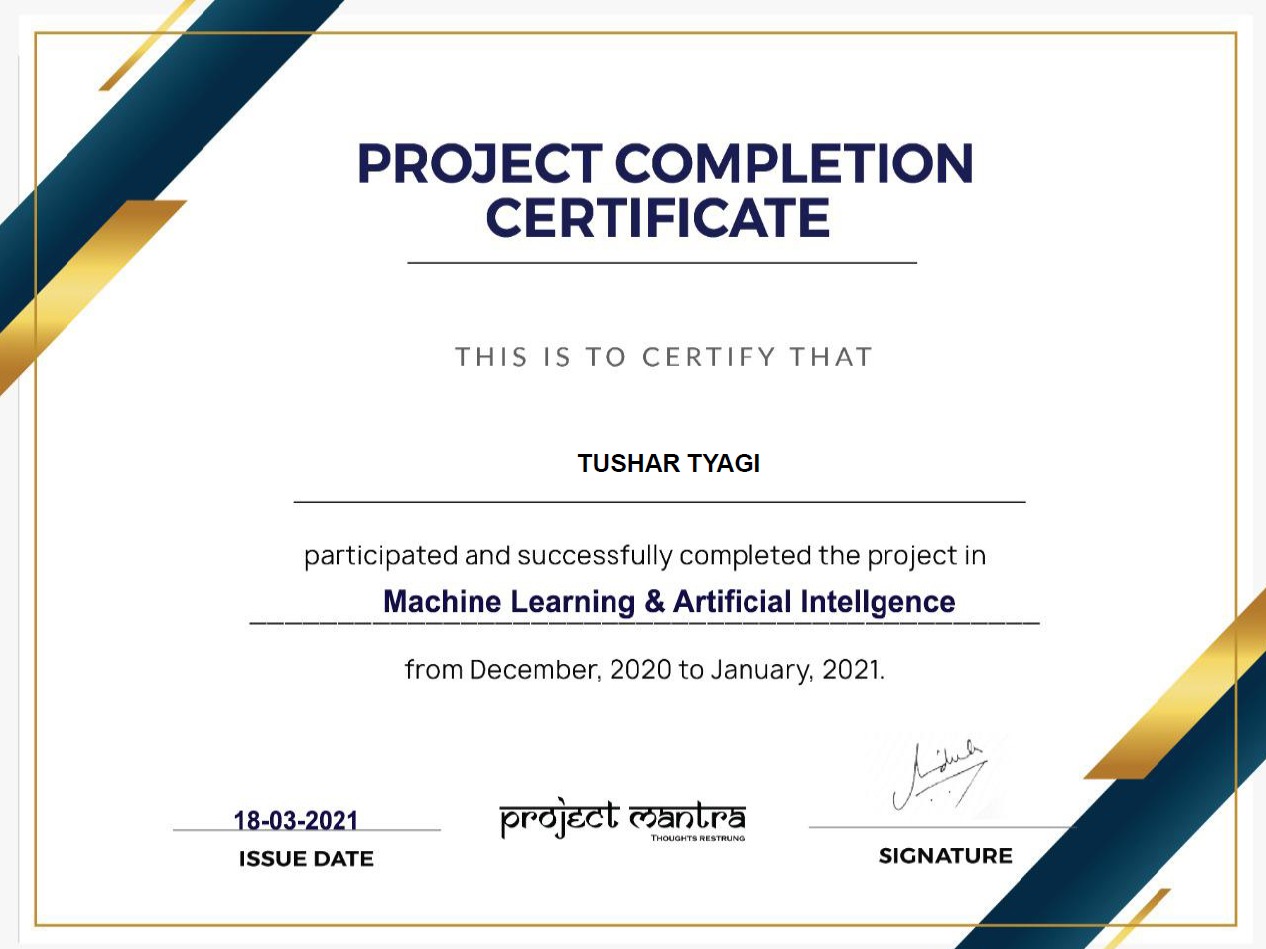 PROJECT COMPLETION
CERTIFICATE
THIS IS TO CERTIFY THAT
TUSHAR TYAGI
participated and successfully completed the project in
Machine Learning & Artificial Intellgence
from December, 2020 to January, 2021.
18-03-2021
ISSUE DATE
project mantra
THOUGHTS RESTRUNG
SIGNATURE